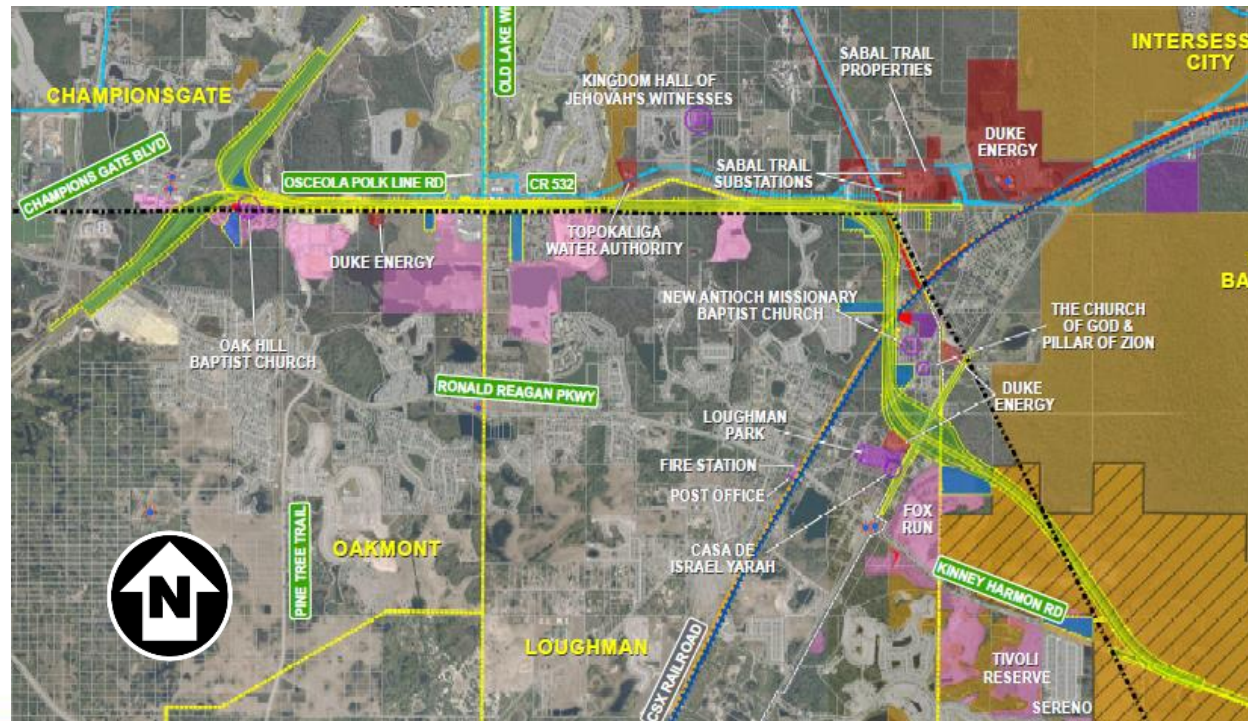 OLD LAKE WI
CHAMPIONSGATE
CHAMPIONS GATE BLVD
KINGDOM HALL OF
JEHOVAH'S WITNESSES
SABAL TRAIL
PROPERTIES
INTERSESS
CITY
DUKE
ENERGY
OSCEOLA POLK LINE RD
CR 532
SABAL TRAIL
SUBSTATIONS
DUKE ENERGY
TOPOKALIGA
WATER AUTHORITY
OAK HILL
BAPTIST CHURCH
NEW ANTIOCH MISSIONARY
BAPTIST CHURCH
BA
THE CHURCH
OF GOD &
PILLAR OF ZION
RONALD REAGAN PKWY
DUKE
ENERGY
LOUGHMAN
PARK
FIRE STATION
POST OFFICE
FOX
RUN
CASA DE
ISRAEL YARAH
OAKMONT
PINE TREE TRAIL
N
KINNEY HARMON RD
LOUGHMAN
CSX RAILROAD
TIVOLI
RESERVE
SERENO